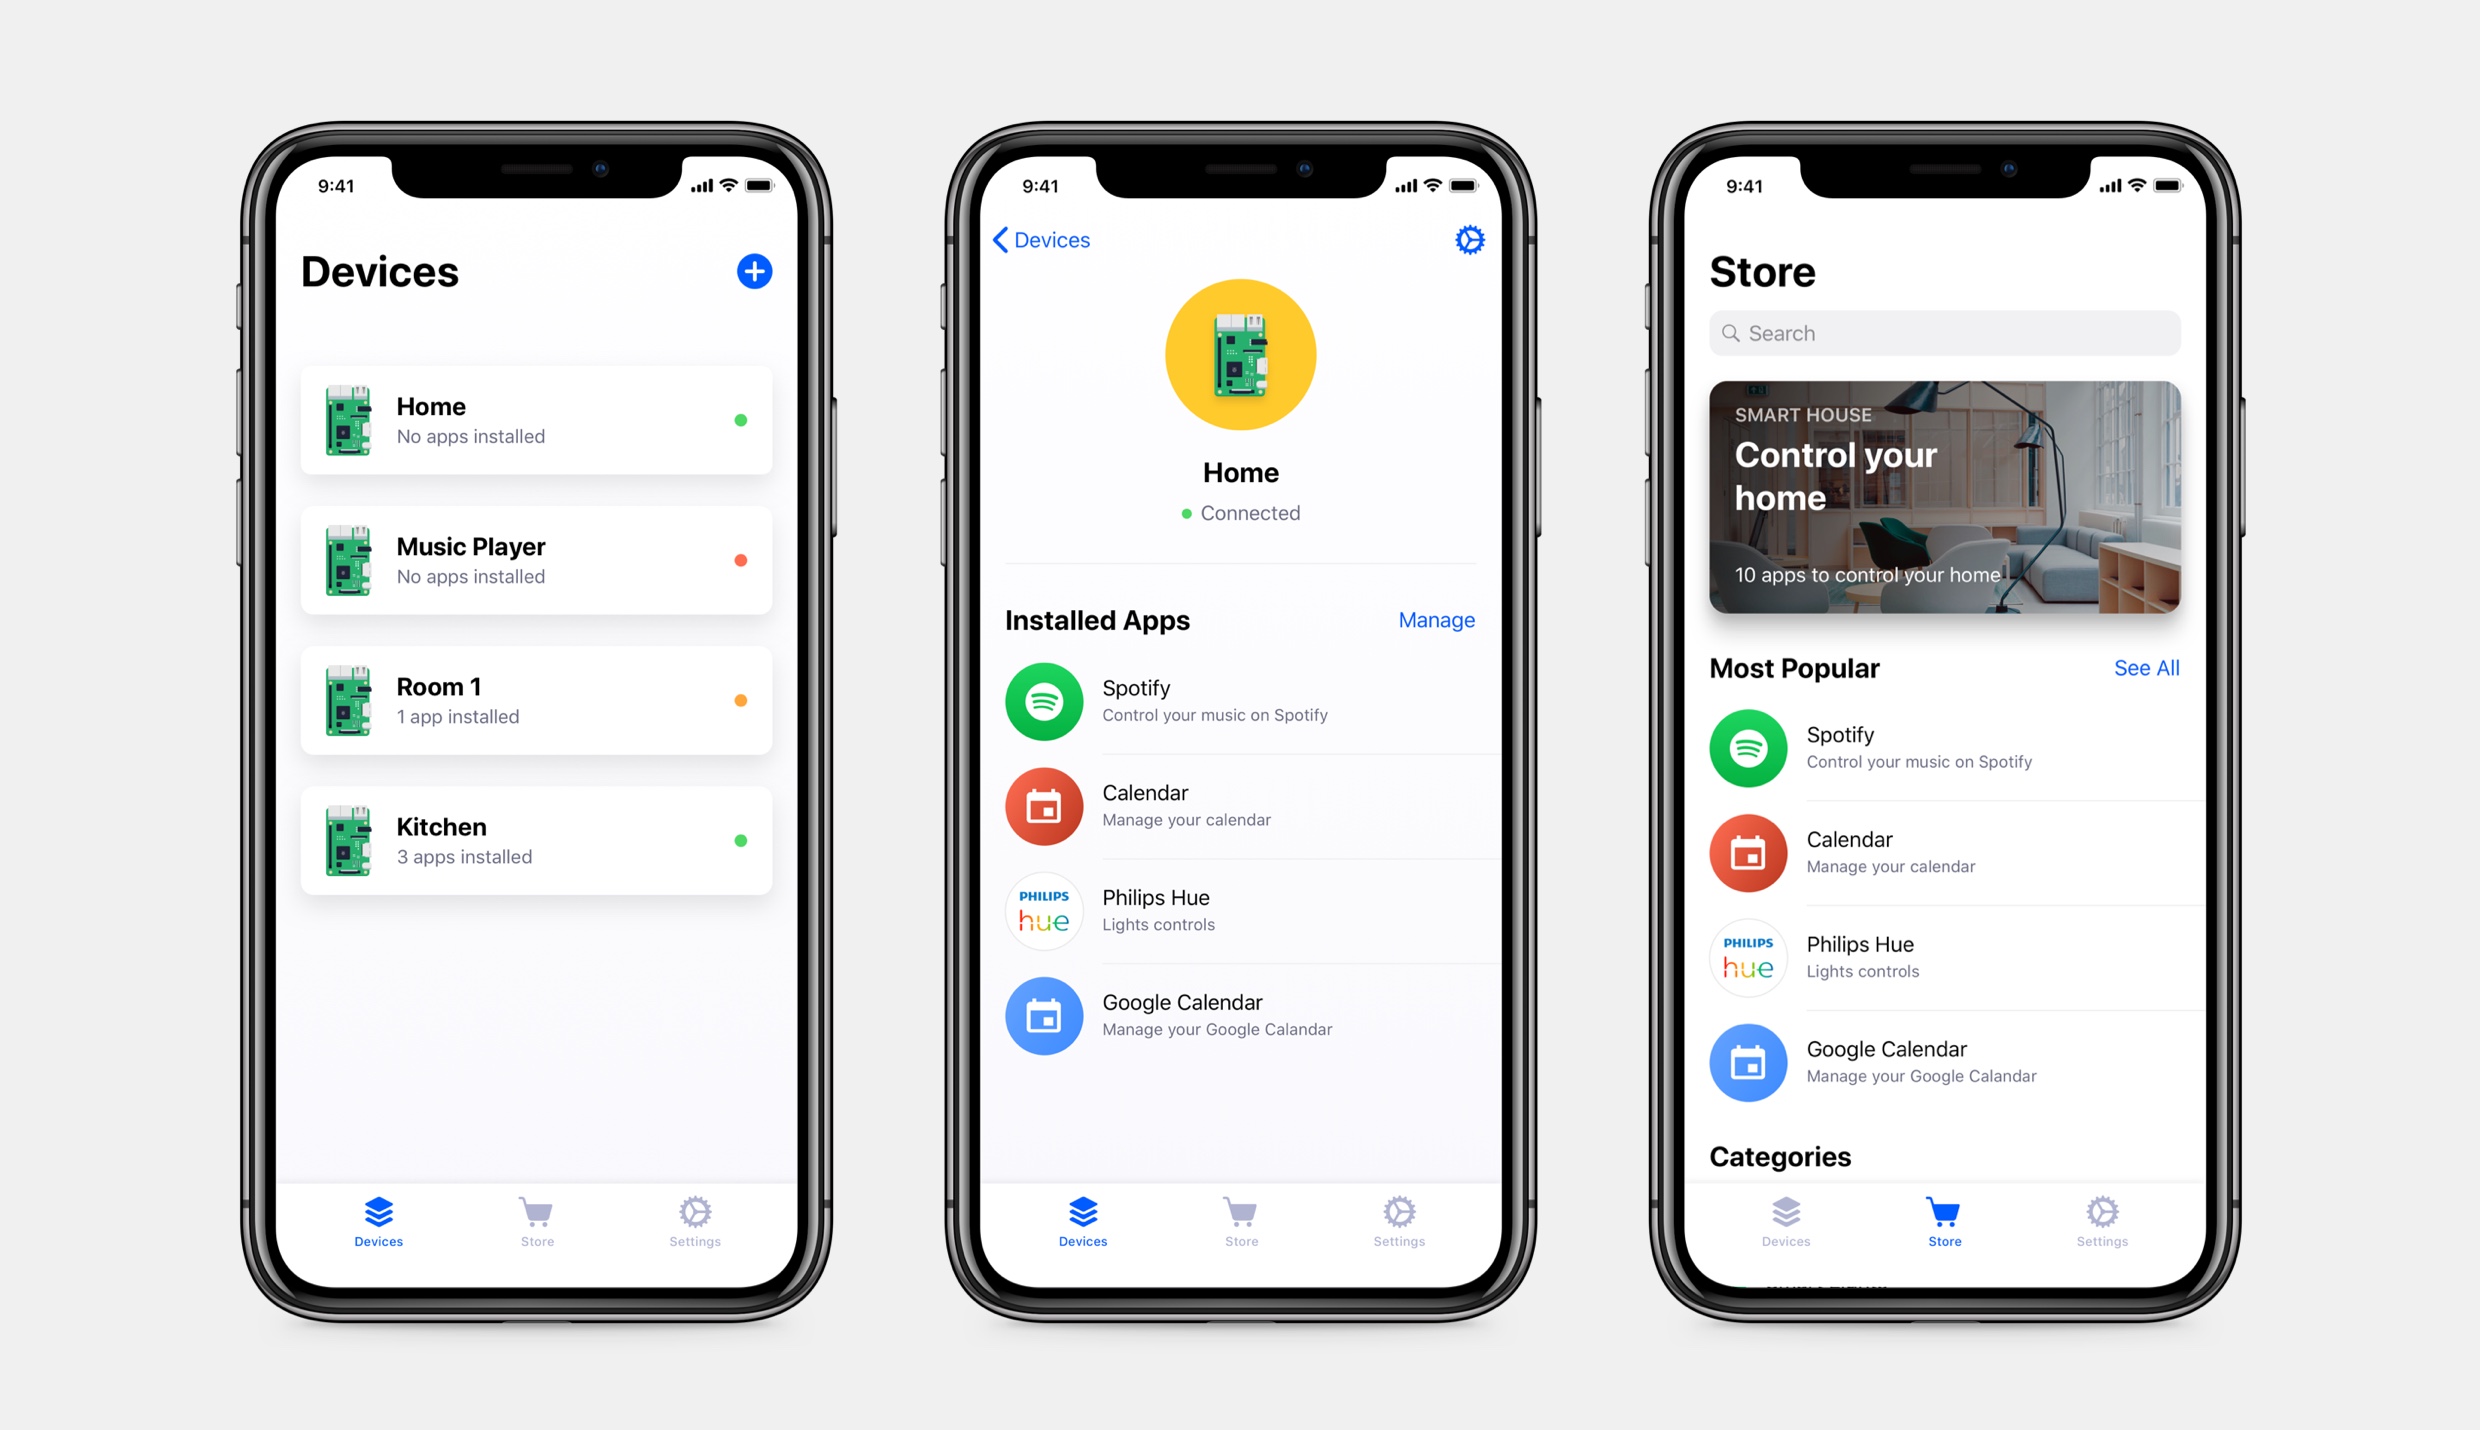 9:41
Devices
Home
No apps installed
Music Player
No apps installed
Room 1
1 app installed
Kitchen
3 apps installed
Devices
Store
Settings
9:41
Devices
Home
Connected
Installed Apps
Manage
Spotify
Control your music on Spotify
Calendar
Manage your calendar
PHILIPS
hue
Philips Hue
Lights controls
Google Calendar
Manage your Google Calandar
Devices
Store
Settings
9:41
Store
Search
SMART HOUSE
Control your
home
10 apps to control your home
Most Popular
See All
Spotify
Control your music on Spotify
Calendar
Manage your calendar
PHILIPS
hue
Philips Hue
Lights controls
Google Calendar
Manage your Google Calandar
Categories
Devices
Store
Settings